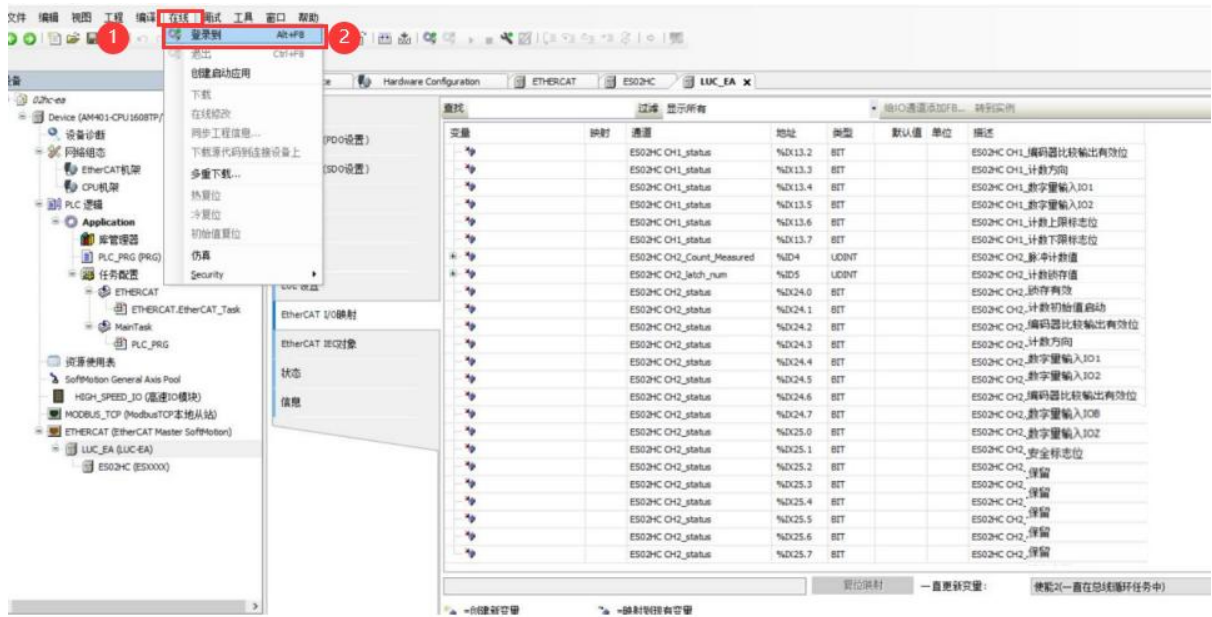 文件 编辑 视图 工程 编译 在线 调试 工具 窗口 帮助
1
登录到 Alt+F8
2
退出 Ctrl+F8
创建启动应用
下载
在线修改
同步工程信息...
下载源代码到连接设备上
多重下载...
热复位
冷复位
初始值复位
仿真
Security
Hardware Configuration ETHERCAT ES02HC LUC_EA
02hc-ea
Device (AM401-CPU1608TP/
设备诊断
网络组态
EtherCAT机架
CPU机架
PLC 逻辑
Application
库管理器
PLC_PRG (PRG)
任务配置
ETHERCAT
ETHERCAT.EtherCAT_Task
MainTask
PLC_PRG
资源使用表
SoftMotion General Axis Pool
HIGH_SPEED_IO (高速IO模块)
MODBUS_TCP (ModbusTCP本地从站)
ETHERCAT (EtherCAT Master SoftMotion)
LUC_EA (LUC-EA)
ES02HC (ESXXXX)
(PDO设置)
(SDO设置)
LUC 设置
EtherCAT I/O映射
EtherCAT IEC对象
状态
信息
查找 过滤 显示所有 给IO通道添加FB... 转到实例
变量 映射 通道 地址 类型 默认值 单位 描述
ES02HC CH1_status %IX13.2 BIT ES02HC CH1_编码器比较输出有效位
ES02HC CH1_status %IX13.3 BIT ES02HC CH1_计数方向
ES02HC CH1_status %IX13.4 BIT ES02HC CH1_数字量输入IO1
ES02HC CH1_status %IX13.5 BIT ES02HC CH1_数字量输入IO2
ES02HC CH1_status %IX13.6 BIT ES02HC CH1_计数上限标志位
ES02HC CH1_status %IX13.7 BIT ES02HC CH1_计数下限标志位
ES02HC CH2_Count_Measured %ID4 UDINT ES02HC CH2_脉冲计数值
ES02HC CH2_latch_num %ID5 UDINT ES02HC CH2_计数锁存值
ES02HC CH2_status %IX24.0 BIT ES02HC CH2_锁存有效
ES02HC CH2_status %IX24.1 BIT ES02HC CH2_计数初始值启动
ES02HC CH2_status %IX24.2 BIT ES02HC CH2_编码器比较输出有效位
ES02HC CH2_status %IX24.3 BIT ES02HC CH2_计数方向
ES02HC CH2_status %IX24.4 BIT ES02HC CH2_数字量输入IO1
ES02HC CH2_status %IX24.5 BIT ES02HC CH2_数字量输入IO2
ES02HC CH2_status %IX24.6 BIT ES02HC CH2_编码器比较输出有效位
ES02HC CH2_status %IX24.7 BIT ES02HC CH2_数字量输入IOB
ES02HC CH2_status %IX25.0 BIT ES02HC CH2_数字量输入IOZ
ES02HC CH2_status %IX25.1 BIT ES02HC CH2_安全标志位
ES02HC CH2_status %IX25.2 BIT ES02HC CH2_保留
ES02HC CH2_status %IX25.3 BIT ES02HC CH2_保留
ES02HC CH2_status %IX25.4 BIT ES02HC CH2_保留
ES02HC CH2_status %IX25.5 BIT ES02HC CH2_保留
ES02HC CH2_status %IX25.6 BIT ES02HC CH2_保留
ES02HC CH2_status %IX25.7 BIT ES02HC CH2_保留
复位映射 一直更新变量: 使能2(一直在总线循环任务中)
=创建新变量 =映射到现有变量